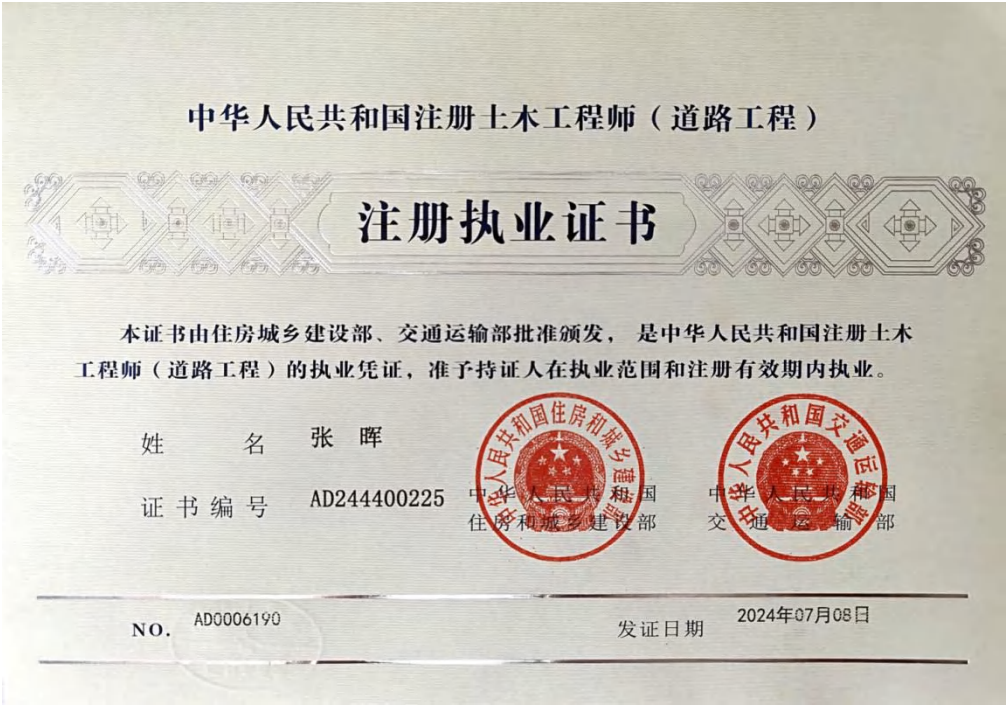 中华人民共和国注册土木工程师（道路工程）
注册执业证书
本证书由住房城乡建设部、交通运输部批准颁发，是中华人民共和国注册土木
工程师（道路工程）的执业凭证，准予持证人在执业范围和注册有效期内执业。
姓名 张晖
证书编号 AD244400225
中华人民共和国住房和城乡建设部
中华人民共和国
住房和城乡建设部
中华人民共和国交通运输部
中华人民共和国
交通运输部
NO. AD0006190
发证日期 2024年07月08日